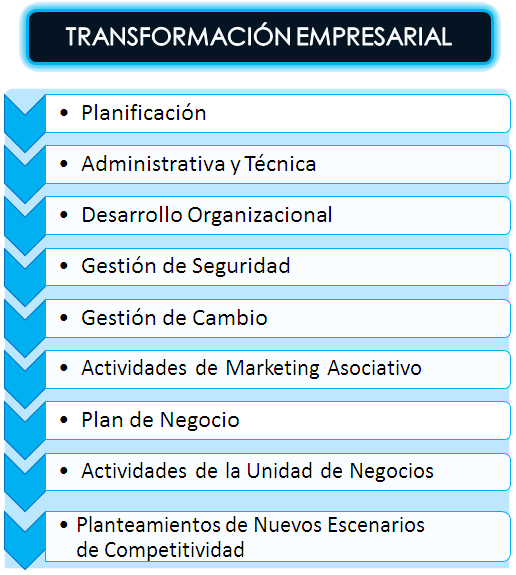 TRANSFORMACIÓN EMPRESARIAL
• Planificación
• Administrativa y Técnica
• Desarrollo Organizacional
• Gestión de Seguridad
• Gestión de Cambio
• Actividades de Marketing Asociativo
• Plan de Negocio
• Actividades de la Unidad de Negocios
• Planteamientos de Nuevos Escenarios
de Competitividad